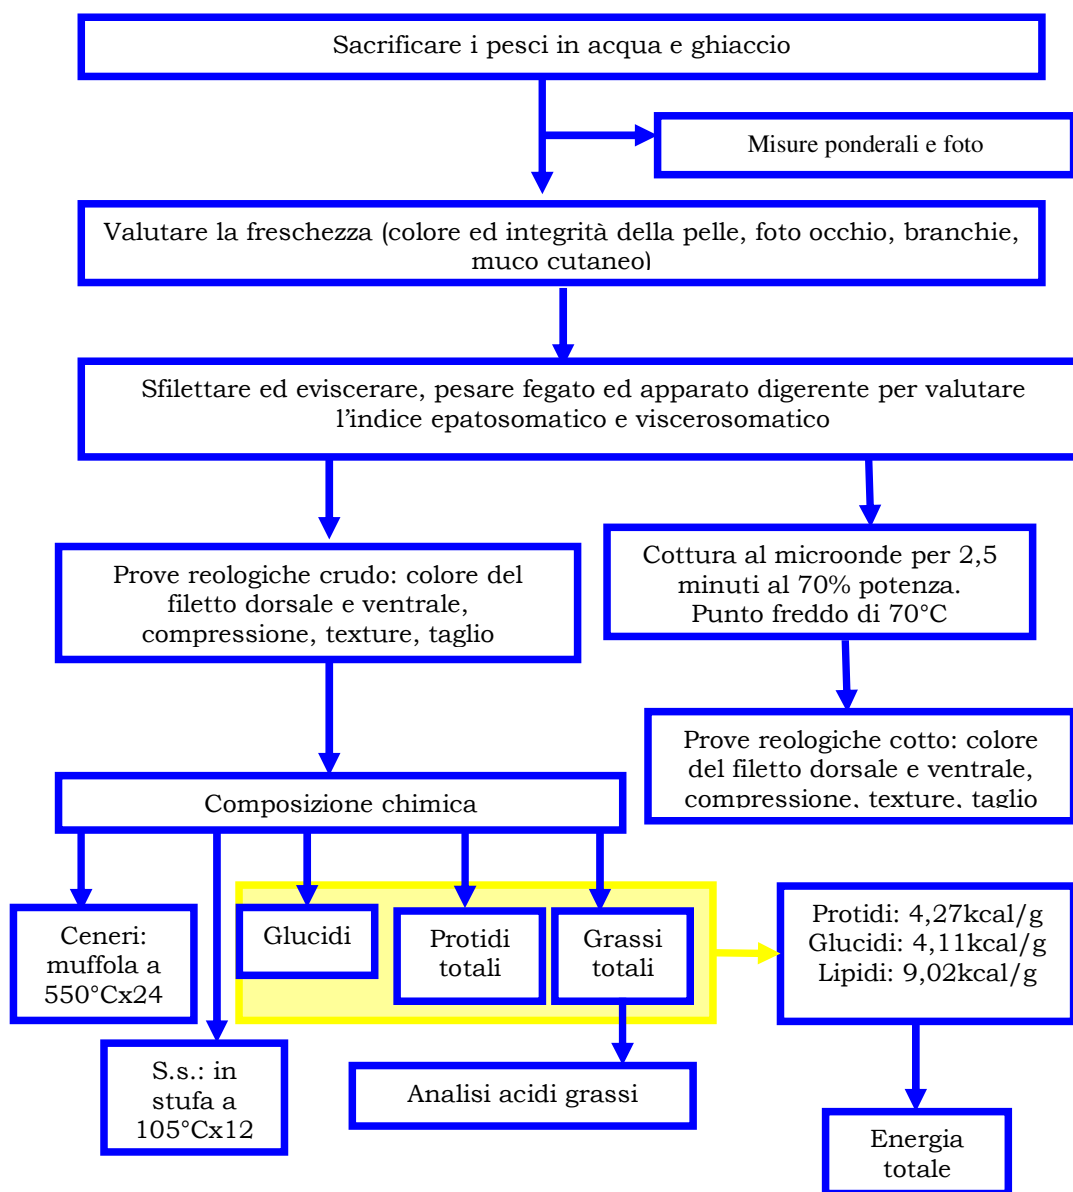 Sacrificare i pesci in acqua e ghiaccio
Misure ponderali e foto
Valutare la freschezza (colore ed integrità della pelle, foto occhio, branchie,
muco cutaneo)
Sfilettare ed eviscerare, pesare fegato ed apparato digerente per valutare
l’indice epatosomatico e viscerosomatico
Prove reologiche crudo: colore del
filetto dorsale e ventrale,
compressione, texture, taglio
Cottura al microonde per 2,5
minuti al 70% potenza.
Punto freddo di 70°C
Prove reologiche cotto: colore
del filetto dorsale e ventrale,
compressione, texture, taglio
Composizione chimica
Ceneri:
muffola a
550°Cx24
S.s.: in
stufa a
105°Cx12
Glucidi
Protidi
totali
Grassi
totali
Analisi acidi grassi
Protidi: 4,27kcal/g
Glucidi: 4,11kcal/g
Lipidi: 9,02kcal/g
Energia
totale